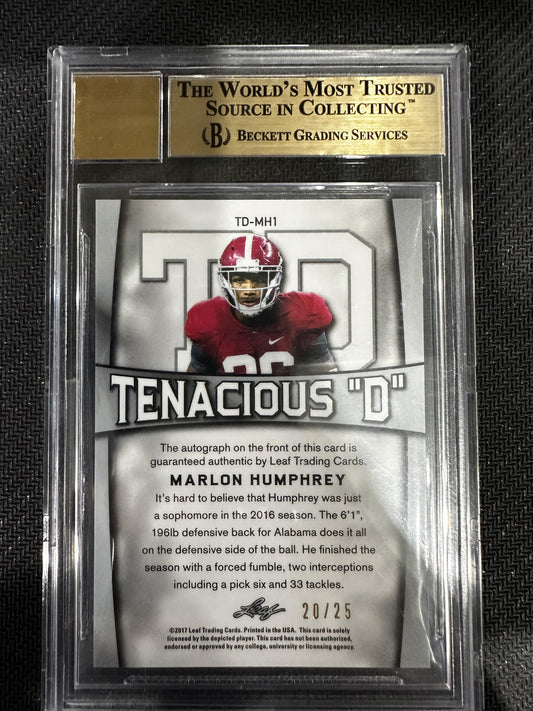 THE WORLD'S MOST TRUSTED
SOURCE IN COLLECTING™
B BECKETT GRADING SERVICES
TD-MH1
TD
TENACIOUS "D"
The autograph on the front of this card is
guaranteed authentic by Leaf Trading Cards.
MARLON HUMPHREY
It's hard to believe that Humphrey was just
a sophomore in the 2016 season. The 6'1",
196lb defensive back for Alabama does it all
on the defensive side of the ball. He finished the
season with a forced fumble, two interceptions
including a pick six and 33 tackles.
Leaf 20/25
©2017 Leaf Trading Cards. Printed in the USA. This card is solely
licensed by the depicted player. This card has not been authorized,
endorsed or approved by any college, university or licensing agency.